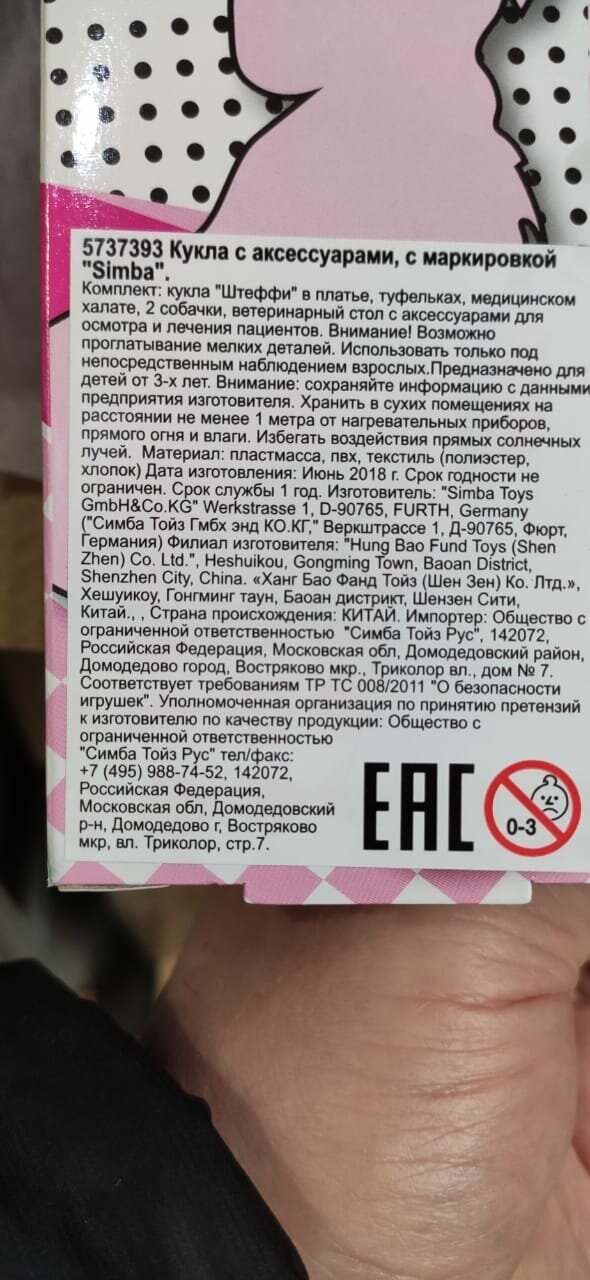 5737393 Кукла с аксессуарами, с маркировкой
"Simba".
Комплект: кукла "Штеффи" в платье, туфельках, медицинском
халате, 2 собачки, ветеринарный стол с аксессуарами для
осмотра и лечения пациентов. Внимание! Возможно
проглатывание мелких деталей. Использовать только под
непосредственным наблюдением взрослых.Предназначено для
детей от 3-х лет. Внимание: сохраняйте информацию с данными
предприятия изготовителя. Хранить в сухих помещениях на
расстоянии не менее 1 метра от нагревательных приборов,
прямого огня и влаги. Избегать воздействия прямых солнечных
лучей. Материал: пластмасса, пвх, текстиль (полиэстер,
хлопок) Дата изготовления: Июнь 2018 г. Срок годности не
ограничен. Срок службы 1 год. Изготовитель: "Simba Toys
GmbH&Co.KG" Werkstrasse 1, D-90765, FURTH, Germany
("Симба Тойз Гмбх энд КО.КГ," Веркштрассе 1, Д-90765, Фюрт,
Германия) Филиал изготовителя: "Hung Bao Fund Toys (Shen
Zhen) Co. Ltd.", Heshuikou, Gongming Town, Baoan District,
Shenzhen City, China. «Ханг Бао Фанд Тойз (Шен Зен) Ко. Лтд.»,
Хешуикоу, Гонгминг таун, Баоан дистрикт, Шензен Сити,
Китай., , Страна происхождения: КИТАЙ. Импортер: Общество с
ограниченной ответственностью "Симба Тойз Рус", 142072,
Российская Федерация, Московская обл, Домодедовский район,
Домодедово город, Востряково мкр., Триколор вл., дом № 7.
Соответствует требованиям ТР ТС 008/2011 "О безопасности
игрушек". Уполномоченная организация по принятию претензий
к изготовителю по качеству продукции: Общество с
ограниченной ответственностью
"Симба Тойз Рус" тел/факс:
+7 (495) 988-74-52, 142072,
Российская Федерация,
Московская обл, Домодедовский
р-н, Домодедово г, Востряково
мкр, вл. Триколор, стр.7.
EAC
0-3